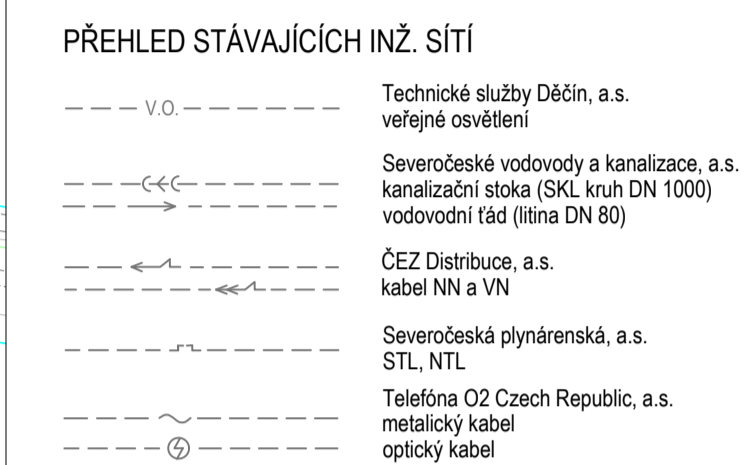 PŘEHLED STÁVAJÍCÍCH INŽ. SÍTÍ
V.O.
Technické služby Děčín, a.s.
veřejné osvětlení
Severočeské vodovody a kanalizace, a.s.
kanalizační stoka (SKL kruh DN 1000)
vodovodní ťád (litina DN 80)
ČEZ Distribuce, a.s.
kabel NN a VN
Severočeská plynárenská, a.s.
STL, NTL
Telefóna O2 Czech Republic, a.s.
metalický kabel
optický kabel